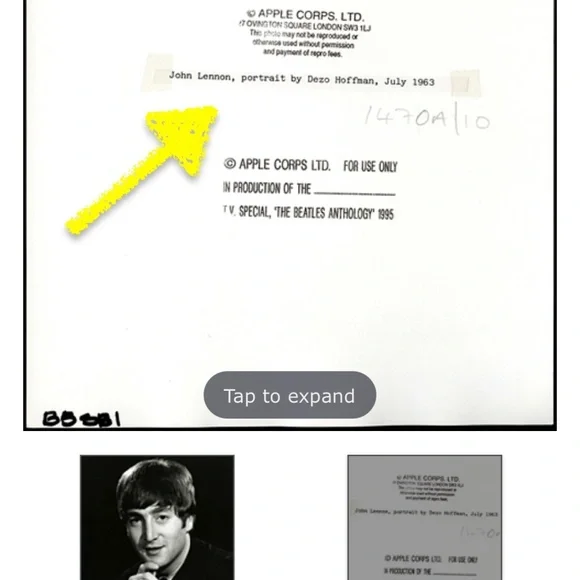 © APPLE CORPS. LTD.
27 OVINGTON SQUARE LONDON SW3 1LJ
This photo may not be reproduced or
otherwise used without permission
and payment of repro fees.
John Lennon, portrait by Dezo Hoffman, July 1963
1470A/10
© APPLE CORPS LTD. FOR USE ONLY
IN PRODUCTION OF THE
T.V. SPECIAL, 'THE BEATLES ANTHOLOGY' 1995
Tap to expand
© APPLE CORPS. LTD.
John Lennon, portrait by Dezo Hoffman, July 1963
© APPLE CORPS LTD. FOR USE ONLY
IN PRODUCTION OF THE